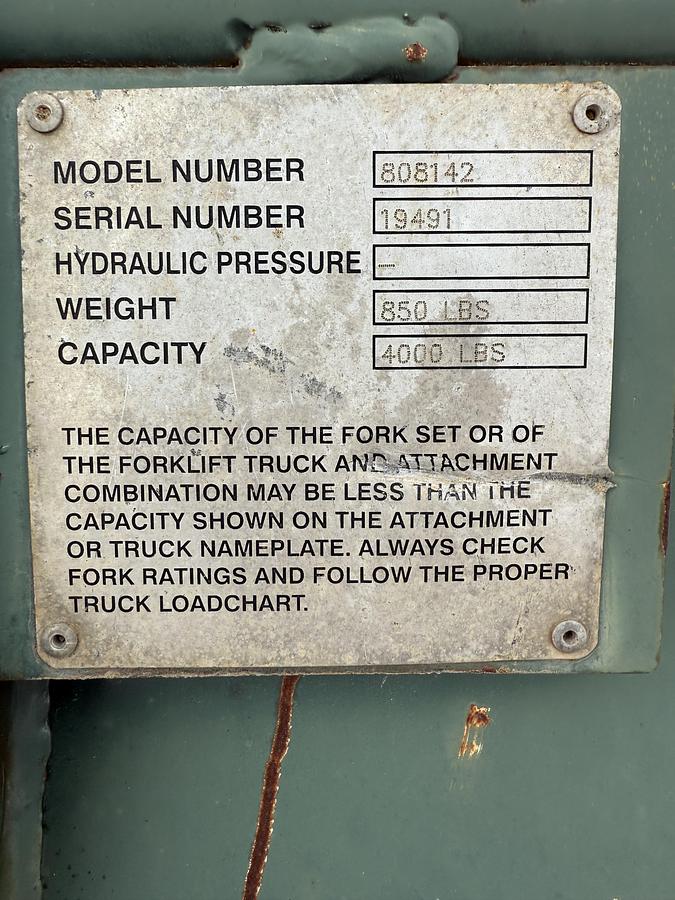 MODEL NUMBER 808142
SERIAL NUMBER 19491
HYDRAULIC PRESSURE ---
WEIGHT 850 LBS
CAPACITY 4000 LBS
THE CAPACITY OF THE FORK SET OR OF
THE FORKLIFT TRUCK AND ATTACHMENT
COMBINATION MAY BE LESS THAN THE
CAPACITY SHOWN ON THE ATTACHMENT
OR TRUCK NAMEPLATE. ALWAYS CHECK
FORK RATINGS AND FOLLOW THE PROPER
TRUCK LOADCHART.